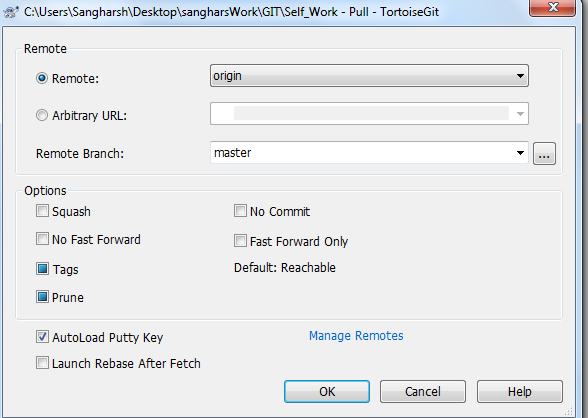 C:\Users\Sangharsh\Desktop\sangharsWork\GIT\Self_Work - Pull - TortoiseGit
Remote
Remote:
origin
Arbitrary URL:
Remote Branch:
master
...
Options
Squash
No Commit
No Fast Forward
Fast Forward Only
Tags
Default: Reachable
Prune
AutoLoad Putty Key
Manage Remotes
Launch Rebase After Fetch
OK
Cancel
Help